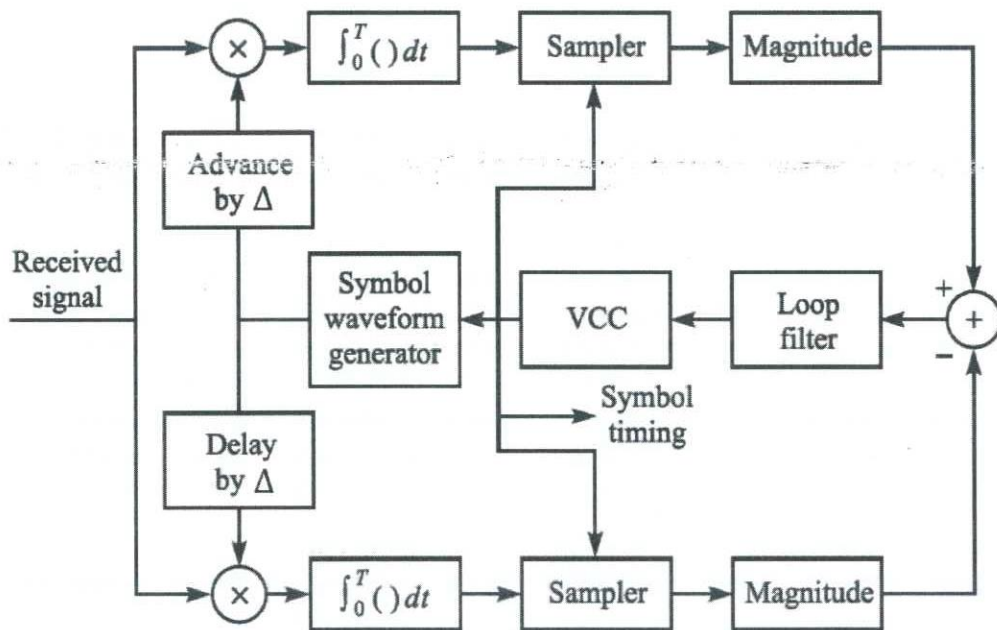 × ∫₀ᵀ ( ) dt Sampler Magnitude
Advance
by Δ
Received
signal
Symbol
waveform
generator
VCC
Loop
filter
+
+
−
Symbol
timing
Delay
by Δ
× ∫₀ᵀ ( ) dt Sampler Magnitude